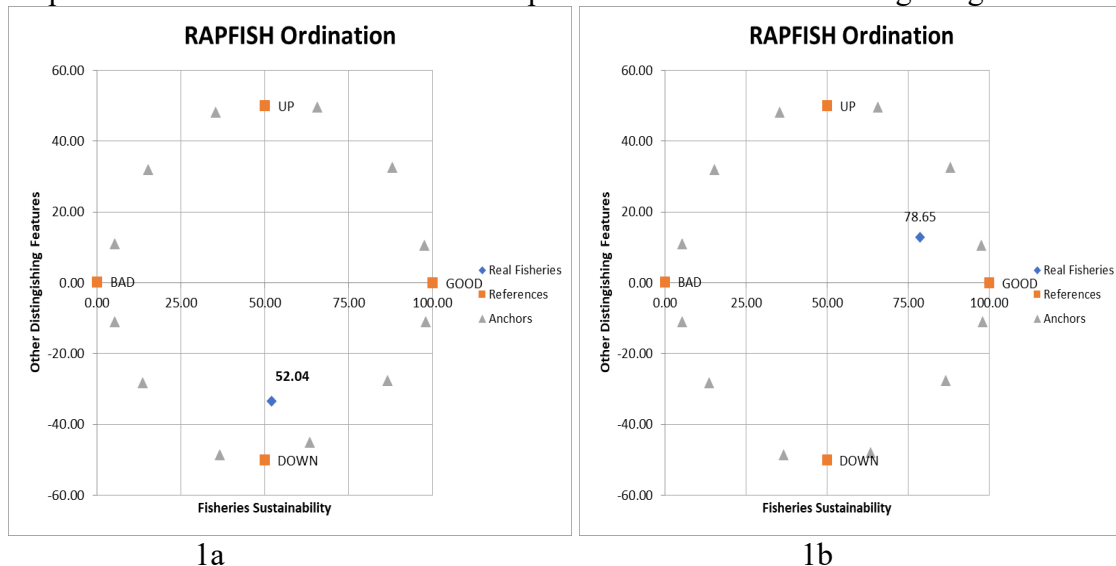 RAPFISH Ordination
60.00
40.00
20.00
0.00
-20.00
-40.00
-60.00
0.00 25.00 50.00 75.00 100.00
Other Distingishing Features
Fisheries Sustainability
UP
BAD
GOOD
DOWN
52.04
Real Fisheries
References
Anchors
1a
RAPFISH Ordination
60.00
40.00
20.00
0.00
-20.00
-40.00
-60.00
0.00 25.00 50.00 75.00 100.00
Other Distingishing Features
Fisheries Sustainability
UP
78.65
BAD
GOOD
DOWN
Real Fisheries
References
Anchors
1b